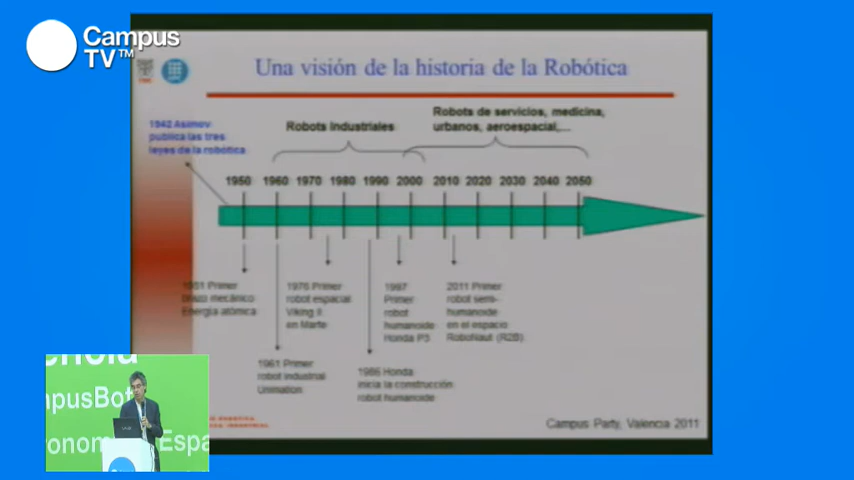 Campus
TV™
Una visión de la historia de la Robótica
1942 Asimov
publica las tres
leyes de la robótica
Robots Industriales
Robots de servicios, medicina,
urbanos, aeroespacial,...
1950 1960 1970 1980 1990 2000 2010 2020 2030 2040 2050
1951 Primer
brazo mecánico
Energía atómica
1976 Primer
robot espacial
Viking II
en Marte
1997
Primer
robot
humanoide
Honda P3
2011 Primer
robot semi-
humanoide
en el espacio
RoboNaut (R2B)
1961 Primer
robot industrial
Unimation
1986 Honda
inicia la construcción
robot humanoide
Campus Party, Valencia 2011
mpusBot
onom
Espa